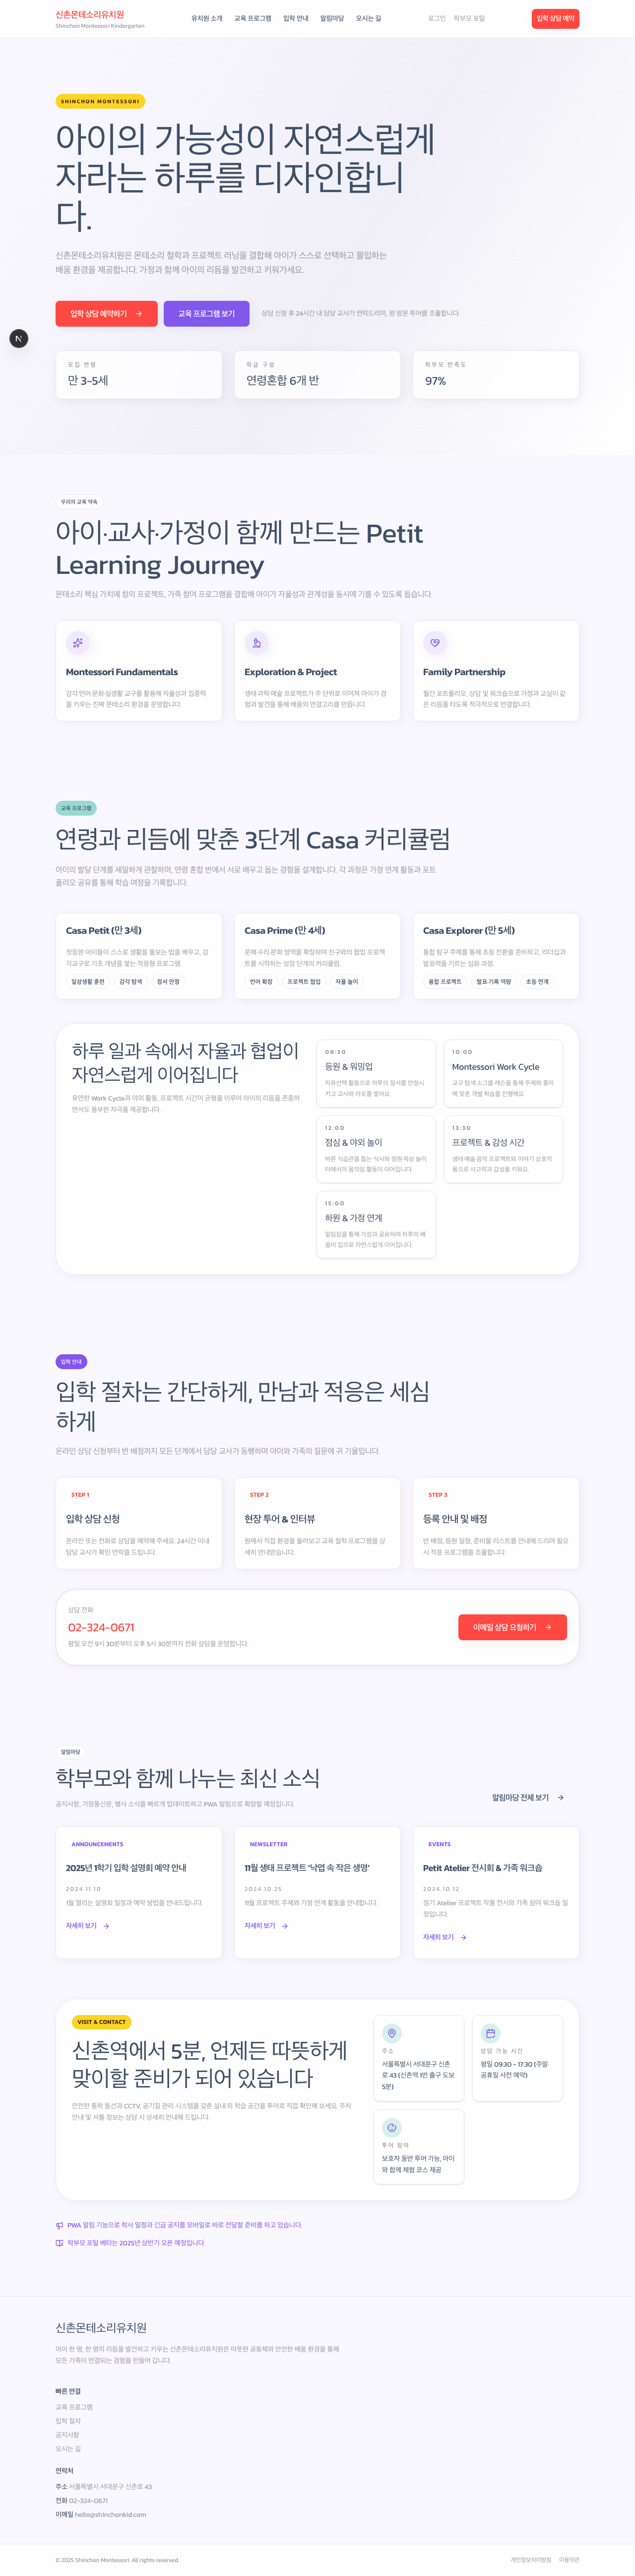 신촌몬테소리유치원
Shinchon Montessori Kindergarten
유치원 소개
교육 프로그램
입학 안내
알림마당
오시는 길
로그인
학부모 포털
입학 상담 예약
SHINCHON MONTESSORI
아이의 가능성이 자연스럽게
자라는 하루를 디자인합니
다.
신촌몬테소리유치원은 몬테소리 철학과 프로젝트 러닝을 결합해 아이가 스스로 선택하고 몰입하는
배움 환경을 제공합니다. 가정과 함께 아이의 리듬을 발견하고 키워가세요.
입학 상담 예약하기
교육 프로그램 보기
상담 신청 후 24시간 내 담당 교사가 연락드리며, 원 방문 투어를 조율합니다.
N
모집 연령
만 3-5세
학급 구성
연령혼합 6개 반
학부모 만족도
97%
우리의 교육 약속
아이·교사·가정이 함께 만드는 Petit
Learning Journey
몬테소리 핵심 가치에 창의 프로젝트, 가족 참여 프로그램을 결합해 아이가 자율성과 관계성을 동시에 기를 수 있도록 돕습니다.
Montessori Fundamentals
감각·언어·문화·실생활 교구를 활용해 자율성과 집중력
을 키우는 진짜 몬테소리 환경을 운영합니다.
Exploration & Project
생태·과학·예술 프로젝트가 주 단위로 이어져 아이가 경
험과 발견을 통해 배움의 연결고리를 만듭니다.
Family Partnership
월간 포트폴리오, 상담 및 워크숍으로 가정과 교실이 같
은 리듬을 타도록 적극적으로 연결합니다.
교육 프로그램
연령과 리듬에 맞춘 3단계 Casa 커리큘럼
아이의 발달 단계를 세밀하게 관찰하며, 연령 혼합 반에서 서로 배우고 돕는 경험을 설계합니다. 각 과정은 가정 연계 활동과 포트
폴리오 공유를 통해 학습 여정을 기록합니다.
Casa Petit (만 3세)
첫등원 아이들이 스스로 생활을 돌보는 법을 배우고, 감
각교구로 기초 개념을 쌓는 적응형 프로그램.
일상생활 훈련
감각 탐색
정서 안정
Casa Prime (만 4세)
문해·수리·문화 영역을 확장하며 친구와의 협업 프로젝
트를 시작하는 성장 단계의 커리큘럼.
언어 확장
프로젝트 협업
자율 놀이
Casa Explorer (만 5세)
통합 탐구 주제를 통해 초등 전환을 준비하고, 리더십과
발표력을 기르는 심화 과정.
융합 프로젝트
발표·기록 역량
초등 연계
하루 일과 속에서 자율과 협업이
자연스럽게 이어집니다
유연한 Work Cycle과 야외 활동, 프로젝트 시간이 균형을 이루어 아이의 리듬을 존중하
면서도 풍부한 자극을 제공합니다.
08:30
등원 & 워밍업
자유선택 활동으로 하루의 정서를 안정시
키고 교사와 라포를 쌓아요.
10:00
Montessori Work Cycle
교구 탐색·소그룹 레슨을 통해 주제와 흥미
에 맞춘 개별 학습을 진행해요.
12:00
점심 & 야외 놀이
바른 식습관을 돕는 식사와 정원·옥상 놀이
터에서의 움직임 활동이 이어집니다.
13:30
프로젝트 & 감성 시간
생태·예술·음악 프로젝트와 이야기 상호작
용으로 사고력과 감성을 키워요.
15:00
하원 & 가정 연계
알림장을 통해 가정과 공유하며 하루의 배
움이 집으로 자연스럽게 이어집니다.
입학 안내
입학 절차는 간단하게, 만남과 적응은 세심
하게
온라인 상담 신청부터 반 배정까지 모든 단계에서 담당 교사가 동행하며 아이와 가족의 질문에 귀 기울입니다.
STEP 1
입학 상담 신청
온라인 또는 전화로 상담을 예약해 주세요. 24시간 이내
담당 교사가 확인 연락을 드립니다.
STEP 2
현장 투어 & 인터뷰
원에서 직접 환경을 둘러보고 교육 철학·프로그램을 상
세히 안내받습니다.
STEP 3
등록 안내 및 배정
반 배정, 등원 일정, 준비물 리스트를 안내해 드리며 필요
시 적응 프로그램을 조율합니다.
상담 전화
02-324-0671
평일 오전 9시 30분부터 오후 5시 30분까지 전화 상담을 운영합니다.
이메일 상담 요청하기
알림마당
학부모와 함께 나누는 최신 소식
공지사항, 가정통신문, 행사 소식을 빠르게 업데이트하고 PWA 알림으로 확장할 예정입니다.
알림마당 전체 보기
ANNOUNCEMENTS
2025년 1학기 입학 설명회 예약 안내
2024.11.10
1월 열리는 설명회 일정과 예약 방법을 안내드립니다.
자세히 보기
NEWSLETTER
11월 생태 프로젝트 ‘낙엽 속 작은 생명’
2024.10.25
11월 프로젝트 주제와 가정 연계 활동을 안내합니다.
자세히 보기
EVENTS
Petit Atelier 전시회 & 가족 워크숍
2024.10.12
정기 Atelier 프로젝트 작품 전시와 가족 참여 워크숍 일
정입니다.
자세히 보기
VISIT & CONTACT
신촌역에서 5분, 언제든 따뜻하게
맞이할 준비가 되어 있습니다
안전한 통학 동선과 CCTV, 공기질 관리 시스템을 갖춘 실내·외 학습 공간을 투어로 직접 확인해 보세요. 주차
안내 및 셔틀 정보는 상담 시 상세히 안내해 드립니다.
주소
서울특별시 서대문구 신촌
로 43 (신촌역 1번 출구 도보
5분)
상담 가능 시간
평일 09:30 - 17:30 (주말·
공휴일 사전 예약)
투어 참여
보호자 동반 투어 가능, 아이
와 함께 체험 코스 제공
PWA 알림 기능으로 학사 일정과 긴급 공지를 모바일로 바로 전달할 준비를 하고 있습니다.
학부모 포털 베타는 2025년 상반기 오픈 예정입니다.
신촌몬테소리유치원
아이 한 명, 한 명의 리듬을 발견하고 키우는 신촌몬테소리유치원은 따뜻한 공동체와 안전한 배움 환경을 통해
모든 가족이 연결되는 경험을 만들어 갑니다.
빠른 연결
교육 프로그램
입학 절차
공지사항
오시는 길
연락처
주소 서울특별시 서대문구 신촌로 43
전화 02-324-0671
이메일 hello@shinchonkid.com
© 2025 Shinchon Montessori. All rights reserved.
개인정보처리방침
이용약관